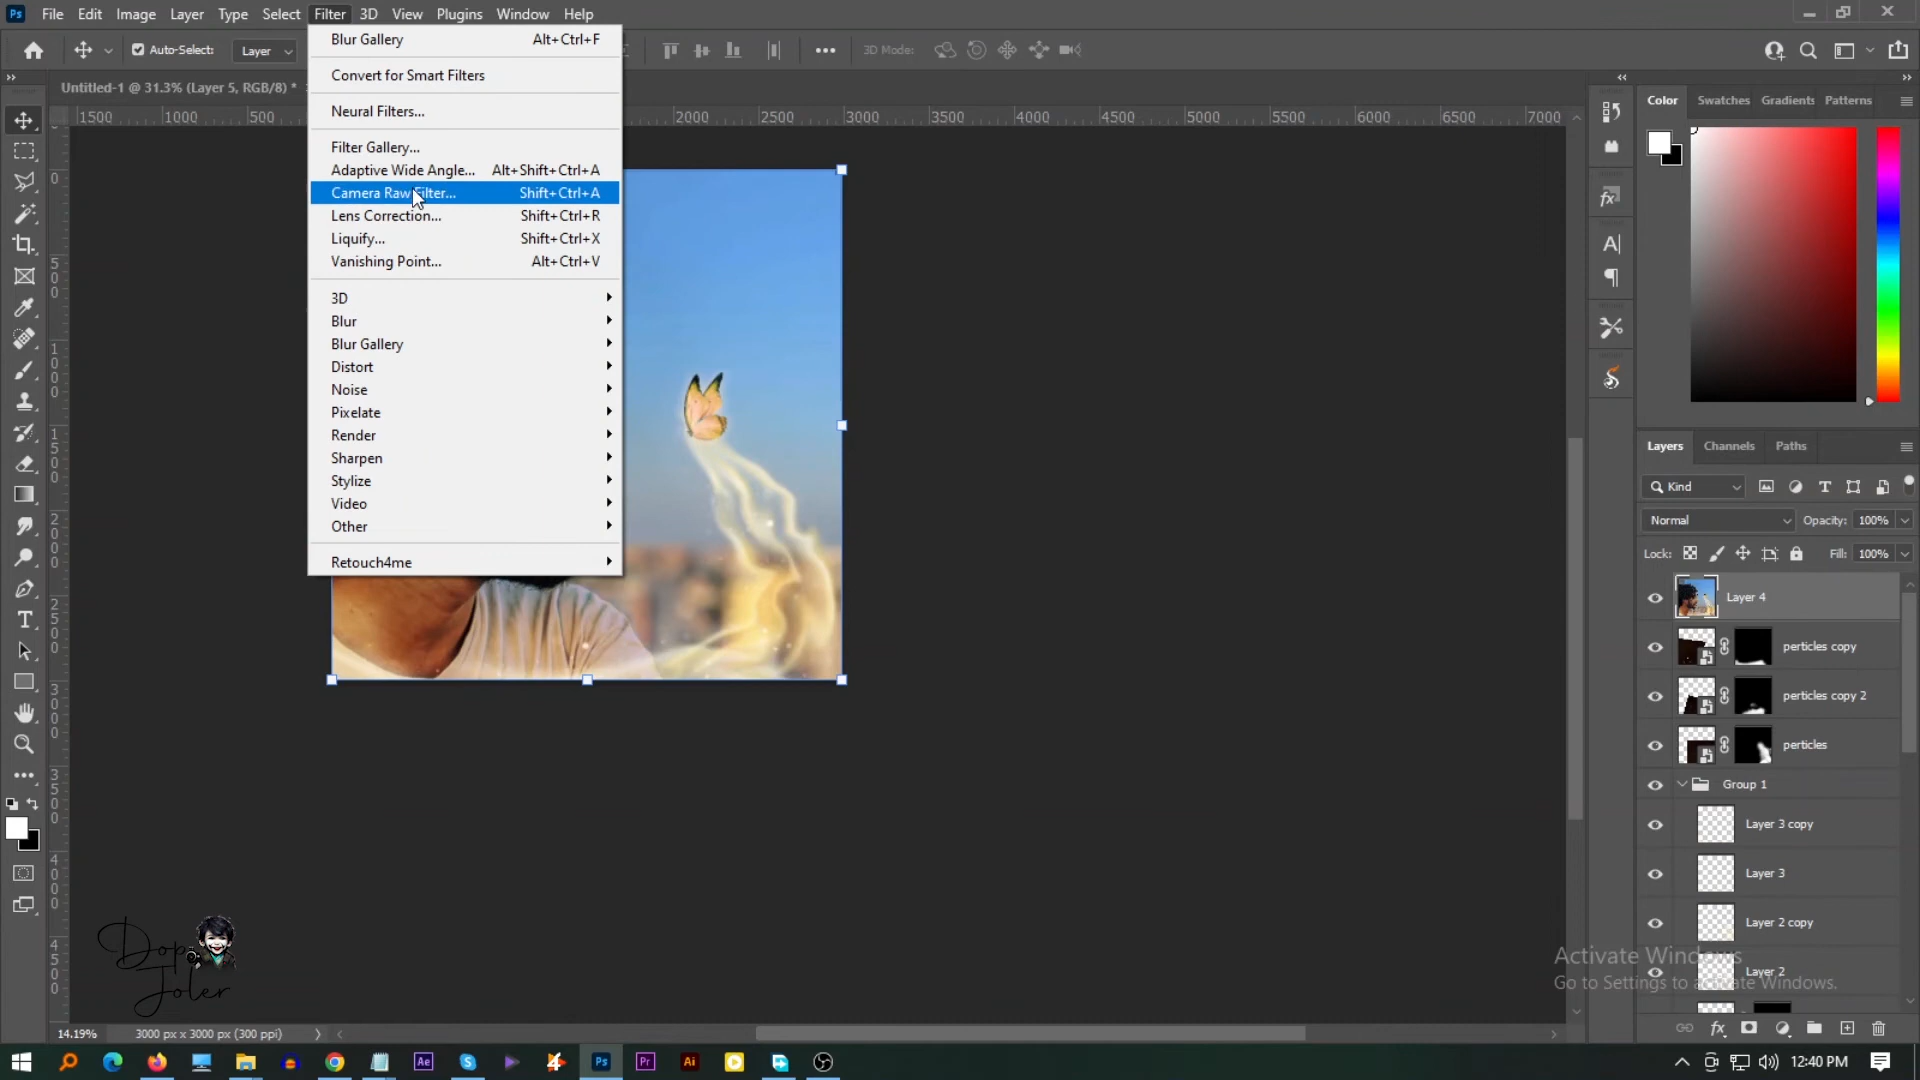 Ps File Edit Image Layer Type Select Filter 3D View Plugins Window Help
Auto-Select: Layer 3D Mode:
Untitled-1 @ 31.3% (Layer 5, RGB/8) *
1500 1000 500 2000 2500 3000 3500 4000 4500 5000 5500 6000 6500 7000
Blur Gallery Alt+Ctrl+F
Convert for Smart Filters
Neural Filters...
Filter Gallery...
Adaptive Wide Angle... Alt+Shift+Ctrl+A
Camera Raw Filter... Shift+Ctrl+A
Lens Correction... Shift+Ctrl+R
Liquify... Shift+Ctrl+X
Vanishing Point... Alt+Ctrl+V
3D
Blur
Blur Gallery
Distort
Noise
Pixelate
Render
Sharpen
Stylize
Video
Other
Retouch4me
Color Swatches Gradients Patterns
Layers Channels Paths
Kind
Normal Opacity: 100%
Lock: Fill: 100%
Layer 4
particles copy
particles copy 2
particles
Group 1
Layer 3 copy
Layer 3
Layer 2 copy
Layer 2
Activate Windows
Go to Settings to activate Windows.
14.19% 3000 px x 3000 px (300 ppi)
Ae Ps Pr Ai 12:40 PM
Dope
Joler